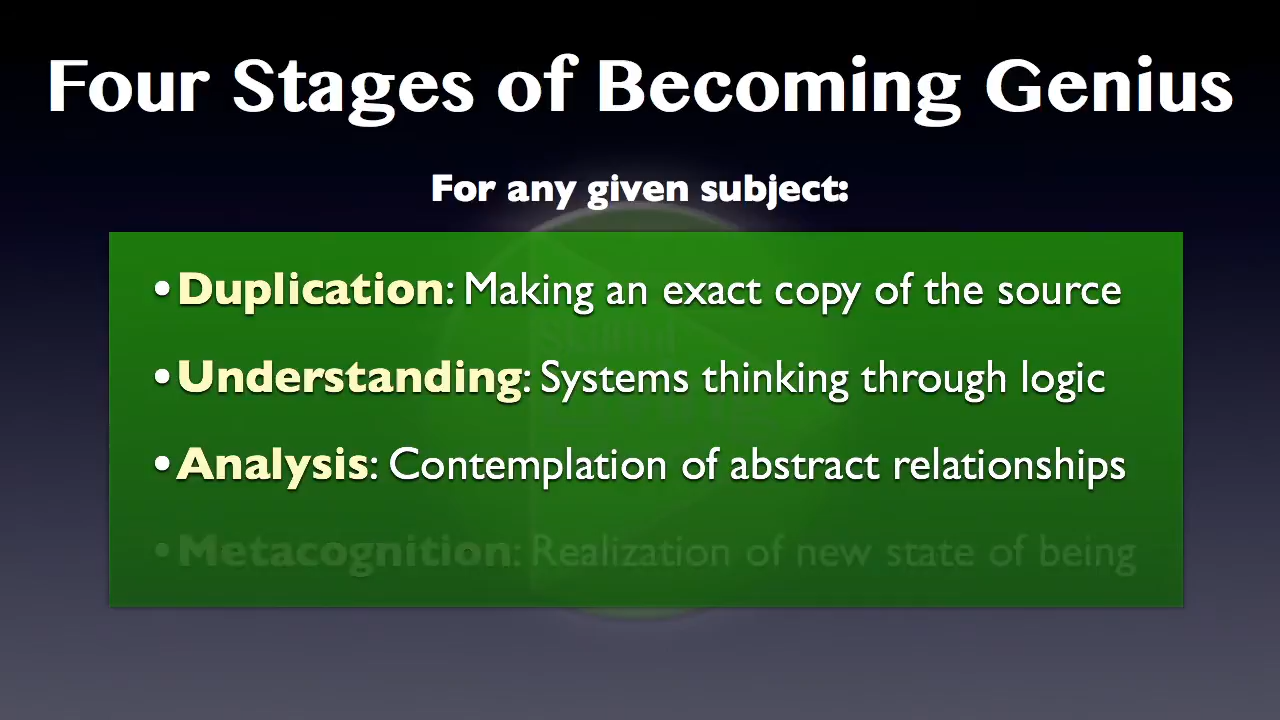 Four Stages of Becoming Genius
For any given subject:
• Duplication: Making an exact copy of the source
• Understanding: Systems thinking through logic
• Analysis: Contemplation of abstract relationships
• Metacognition: Realization of new state of being